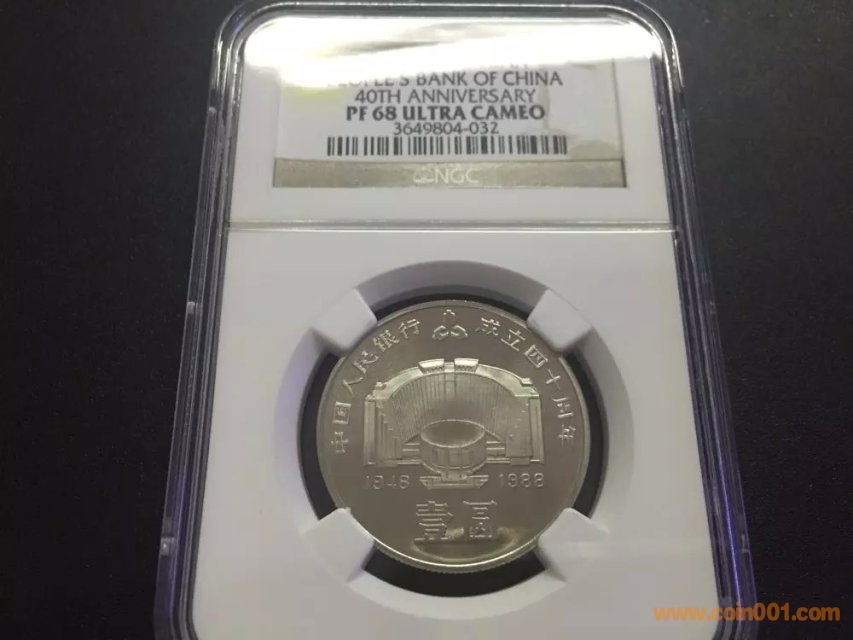 PEOPLE'S BANK OF CHINA
40TH ANNIVERSARY
PF 68 ULTRA CAMEO
3649804-032
NGC
中国人民银行 成立四十周年
1948 1988
壹圆
www.coin001.com